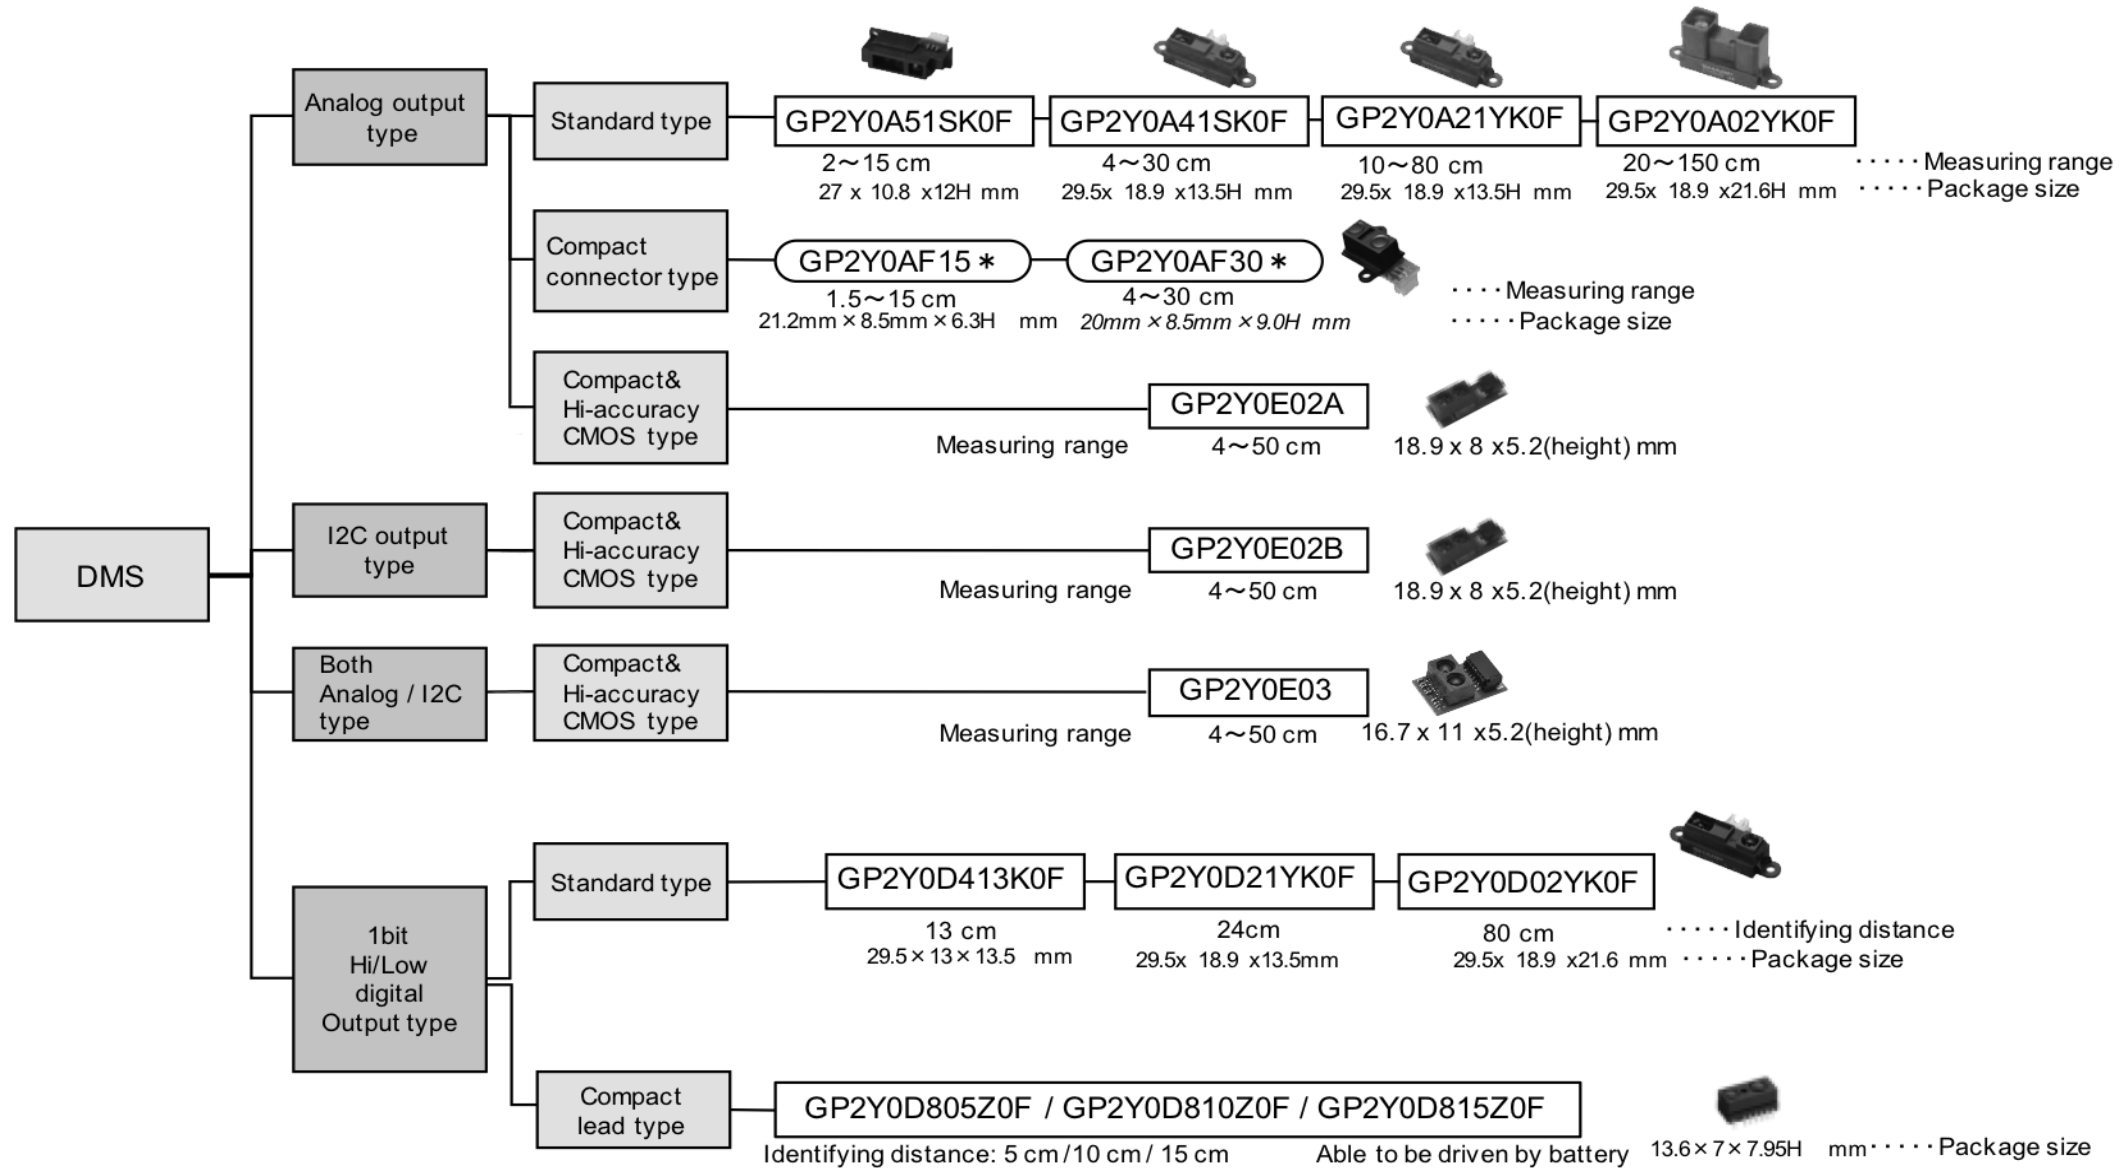 DMS
Analog output
type
Standard type
GP2Y0A51SK0F
2～15 cm
27 x 10.8 x12H mm
GP2Y0A41SK0F
4～30 cm
29.5x 18.9 x13.5H mm
GP2Y0A21YK0F
10～80 cm
29.5x 18.9 x13.5H mm
GP2Y0A02YK0F
20～150 cm
29.5x 18.9 x21.6H mm
·····Measuring range
·····Package size
Compact
connector type
GP2Y0AF15＊
1.5～15 cm
21.2mm×8.5mm×6.3H mm
GP2Y0AF30＊
4～30 cm
20mm×8.5mm×9.0H mm
····Measuring range
·····Package size
Compact&
Hi-accuracy
CMOS type
GP2Y0E02A
Measuring range 4～50 cm
18.9 x 8 x5.2(height) mm
I2C output
type
Compact&
Hi-accuracy
CMOS type
GP2Y0E02B
Measuring range 4～50 cm
18.9 x 8 x5.2(height) mm
Both
Analog / I2C
type
Compact&
Hi-accuracy
CMOS type
GP2Y0E03
Measuring range 4～50 cm
16.7 x 11 x5.2(height) mm
1bit
Hi/Low
digital
Output type
Standard type
GP2Y0D413K0F
13 cm
29.5×13×13.5 mm
GP2Y0D21YK0F
24cm
29.5x 18.9 x13.5mm
GP2Y0D02YK0F
80 cm
29.5x 18.9 x21.6 mm
·····Identifying distance
·····Package size
Compact
lead type
GP2Y0D805Z0F / GP2Y0D810Z0F / GP2Y0D815Z0F
Identifying distance: 5 cm /10 cm / 15 cm
Able to be driven by battery
13.6×7×7.95H mm·····Package size